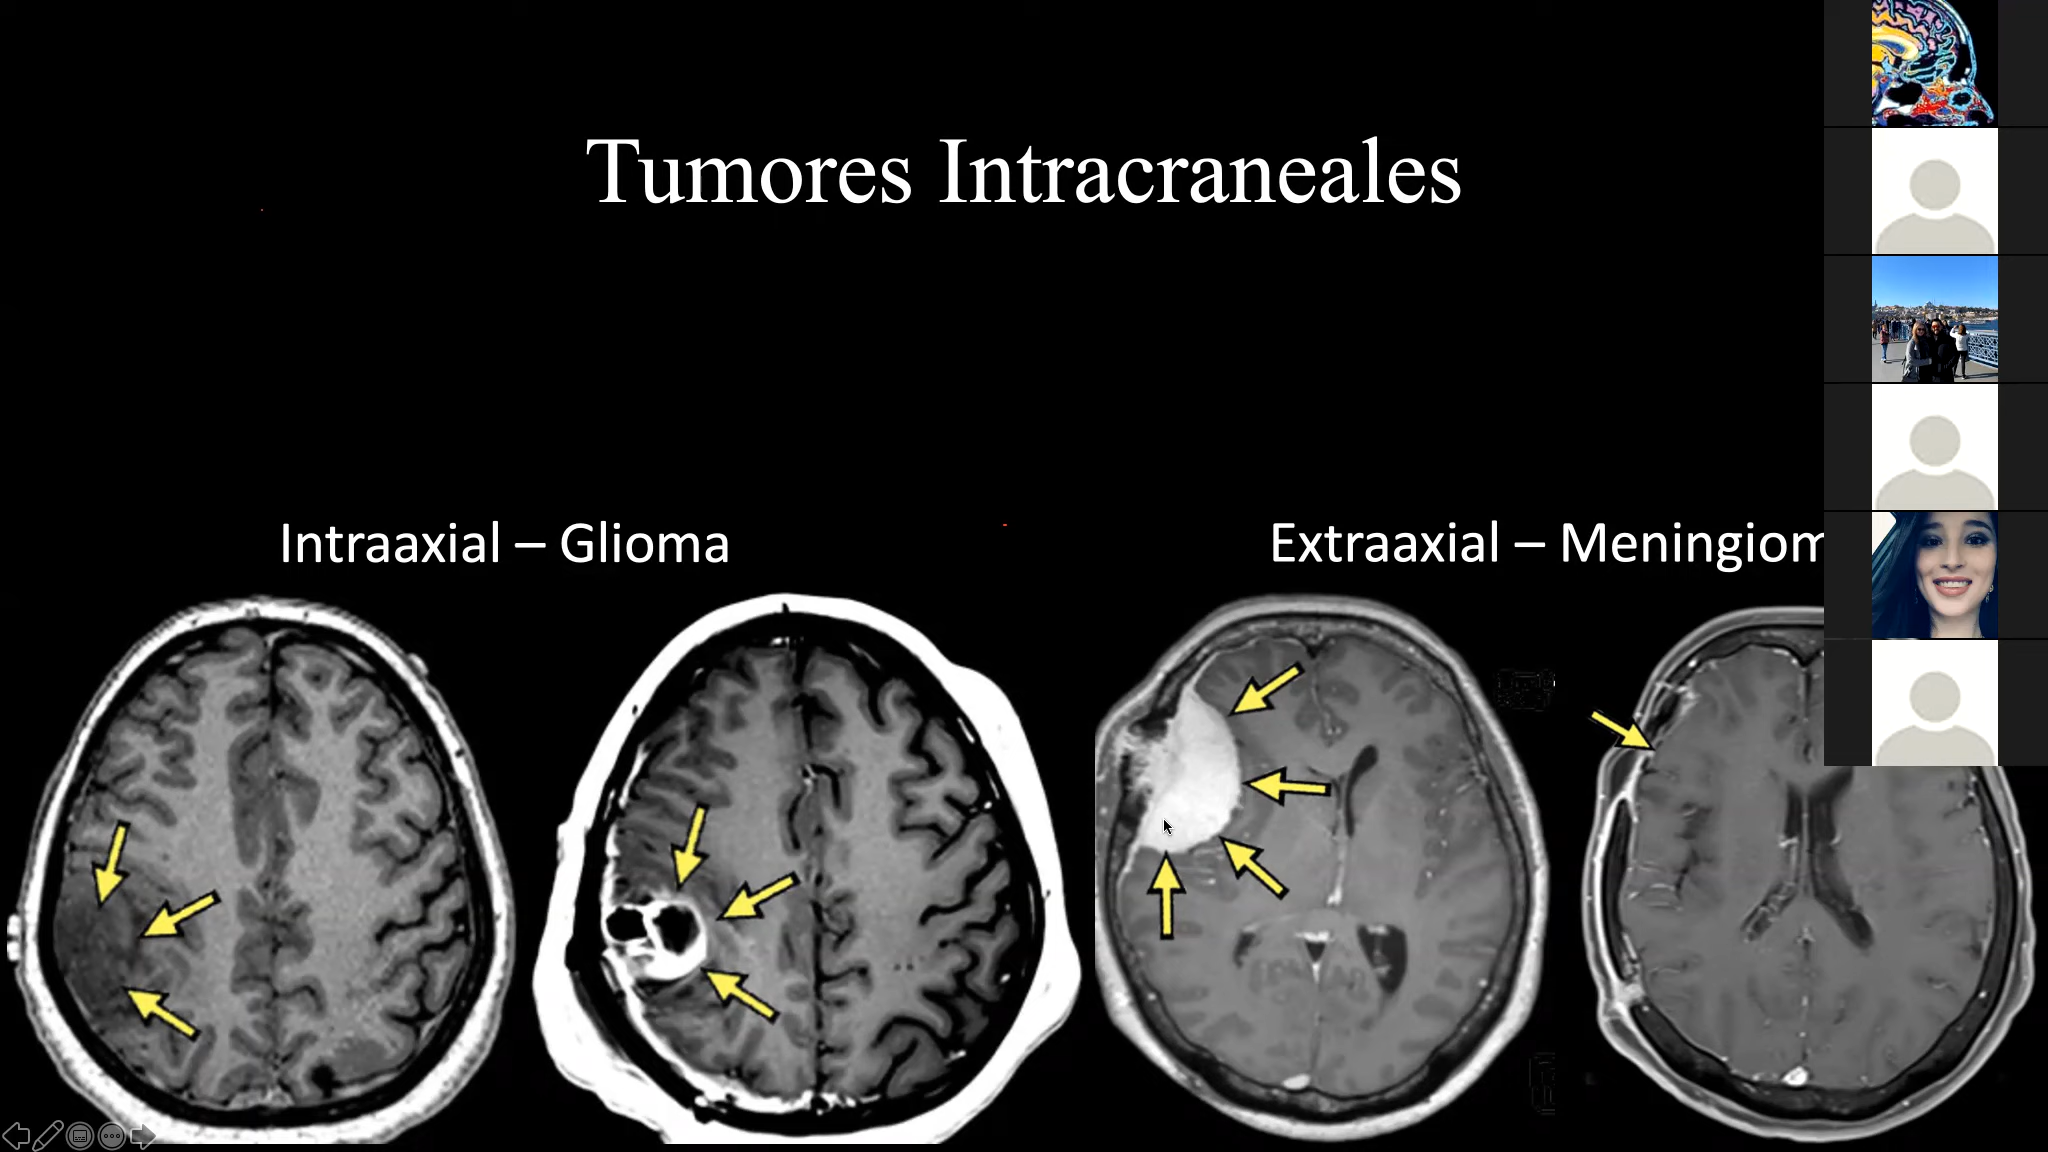 Tumores Intracraneales
Intraaxial – Glioma
Extraaxial – Meningiom